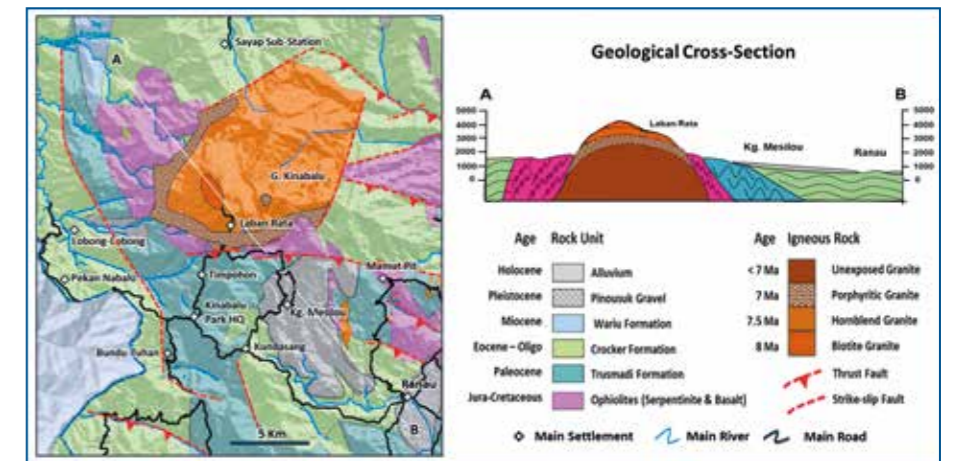 A
Sayap Sub-Station
G. Kinabalu
Laban Rata
Lobong-Lobong
Pekan Nabalu
Timpohon
Mamut Pit
Kinabalu
Park HQ
Kg. Mesilou
Kundasang
Bundu Tuhan
Ranau
B
5 Km
Geological Cross-Section
A
B
5000
4000
3000
2000
1000
0
5000
4000
3000
2000
1000
0
Laban Rata
Kg. Mesilou
Ranau
Age Rock Unit
Holocene Alluvium
Pleistocene Pinousuk Gravel
Miocene Wariu Formation
Eocene – Oligo Crocker Formation
Paleocene Trusmadi Formation
Jura-Cretaceous Ophiolites (Serpentinite & Basalt)
Age Igneous Rock
< 7 Ma Unexposed Granite
7 Ma Porphyritic Granite
7.5 Ma Hornblend Granite
8 Ma Biotite Granite
Thrust Fault
Strike-slip Fault
Main Settlement Main River Main Road